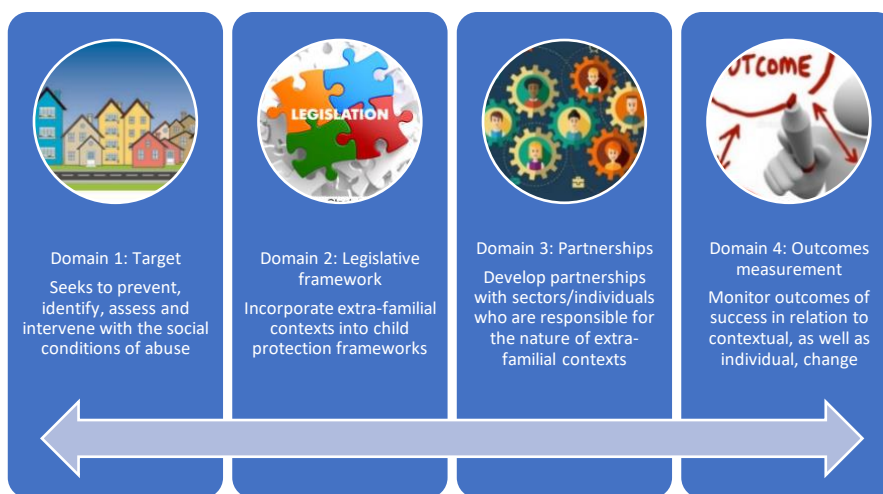 LEGISLATION
OUTCOME
Domain 1: Target
Seeks to prevent,
identify, assess and
intervene with the social
conditions of abuse
Domain 2: Legislative
framework
Incorporate extra-familial
contexts into child
protection frameworks
Domain 3: Partnerships
Develop partnerships
with sectors/individuals
who are responsible for
the nature of extra-
familial contexts
Domain 4: Outcomes
measurement
Monitor outcomes of
success in relation to
contextual, as well as
individual, change